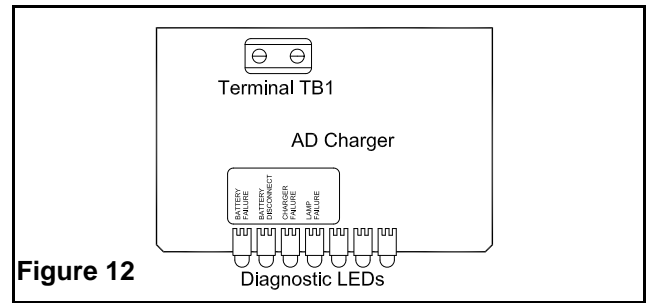 Terminal TB1
AD Charger
BATTERY
FAILURE
BATTERY
DISCONNECT
CHARGER
FAILURE
LAMP
FAILURE
Figure 12
Diagnostic LEDs